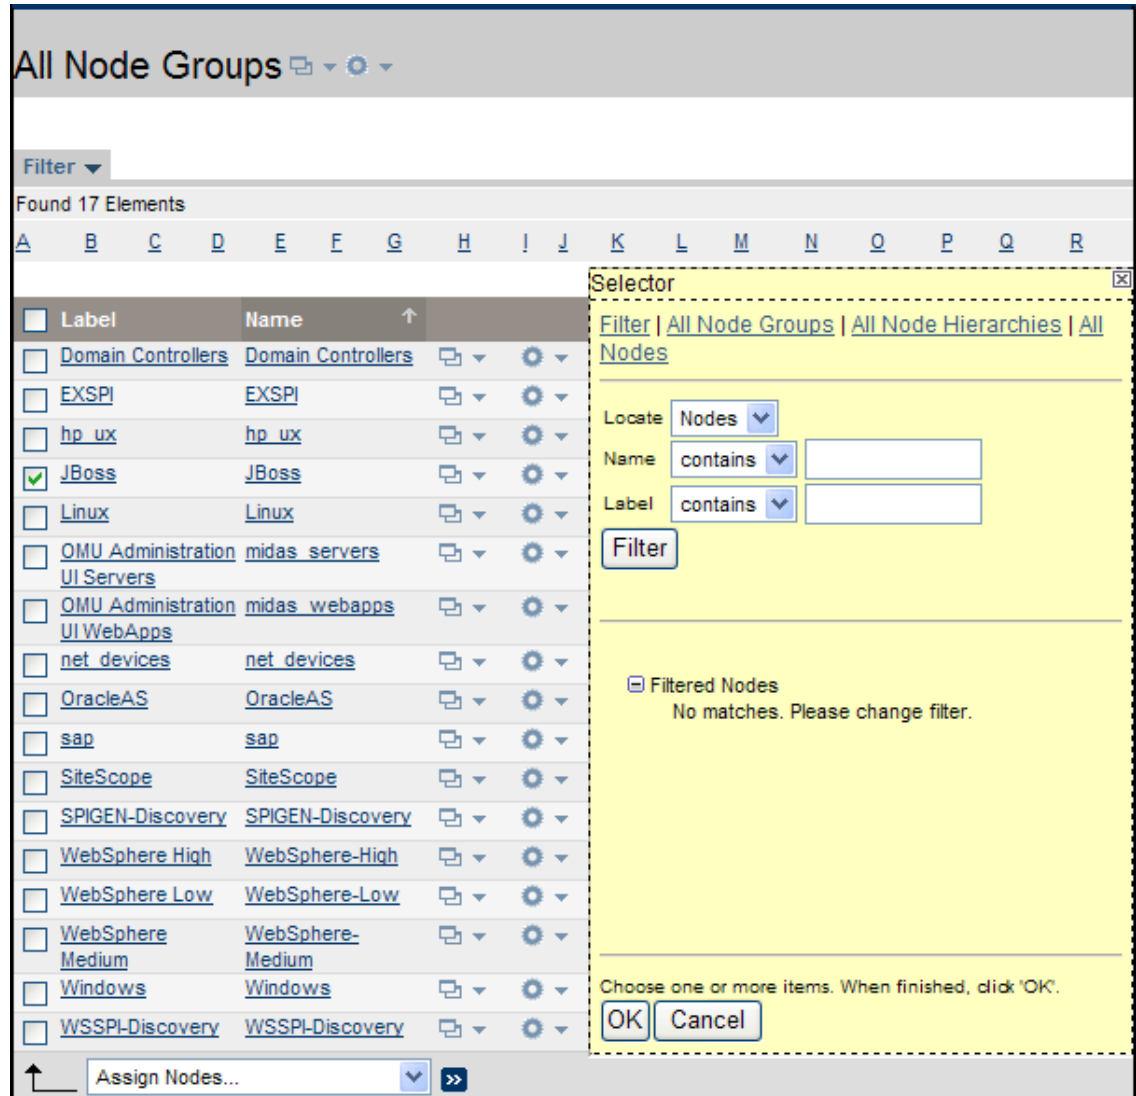 All Node Groups
Filter
Found 17 Elements
A B C D E F G H I J K L M N O P Q R
Label Name
Domain Controllers Domain Controllers
EXSPI EXSPI
hp_ux hp_ux
JBoss JBoss
Linux Linux
OMU Administration midas_servers
UI Servers
OMU Administration midas_webapps
UI WebApps
net_devices net_devices
OracleAS OracleAS
sap sap
SiteScope SiteScope
SPIGEN-Discovery SPIGEN-Discovery
WebSphere High WebSphere-High
WebSphere Low WebSphere-Low
WebSphere WebSphere-
Medium Medium
Windows Windows
WSSPI-Discovery WSSPI-Discovery
Assign Nodes...
Selector
Filter | All Node Groups | All Node Hierarchies | All
Nodes
Locate Nodes
Name contains
Label contains
Filter
Filtered Nodes
No matches. Please change filter.
Choose one or more items. When finished, click 'OK'.
OK Cancel